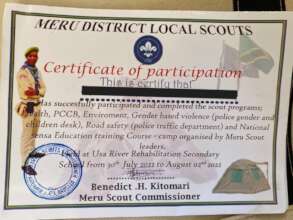 MERU DISTRICT LOCAL SCOUTS
Certificate of participation
This is certify that
Has successfully participated and completed the scout programs;
Health, PCCB, Enviroment, Gender based violence (police gender and
children desk), Road safety (police traffic department) and National
sensa Education training Course - camp organised by Meru Scout
leaders,
Held at Usa River Rehabilitation Secondary
School from 30th July 2022 to August 02nd 2022
Benedict .H. Kitomari
Meru Scout Commissioner